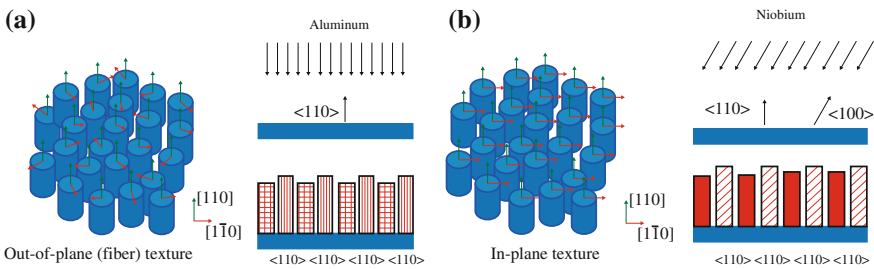 (a)
Aluminum
<110>
[110]
[11̄0]
Out-of-plane (fiber) texture
<110> <110> <110> <110>
(b)
Niobium
<110>
<100>
[110]
[11̄0]
In-plane texture
<110> <110> <110> <110>